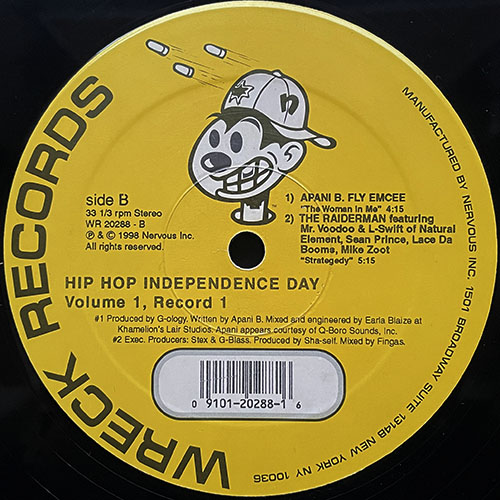 WRECK RECORDS
MANUFACTURED BY NERVOUS INC. 1501 BROADWAY SUITE 1314B NEW YORK NY 10036
n
side B
33 1/3 rpm Stereo
WR 20288 - B
℗ & © 1998 Nervous Inc.
All rights reserved.
1) APANI B. FLY EMCEE
"The Woman In Me" 4:15
2) THE RAIDERMAN featuring
Mr. Voodoo & L-Swift of Natural
Element, Sean Prince, Lace Da
Booms, Mike Zoot
"Strategedy" 5:15
HIP HOP INDEPENDENCE DAY
Volume 1, Record 1
#1 Produced by G-ology. Written by Apani B. Mixed and engineered by Earla Blaize at
Khamelion's Lair Studios. Apani appears courtesy of Q-Boro Sounds, Inc.
#2 Exec. Producers: Stex & G-Blass. Produced by Sha-self. Mixed by Fingas.
0 9101-20288-1 6